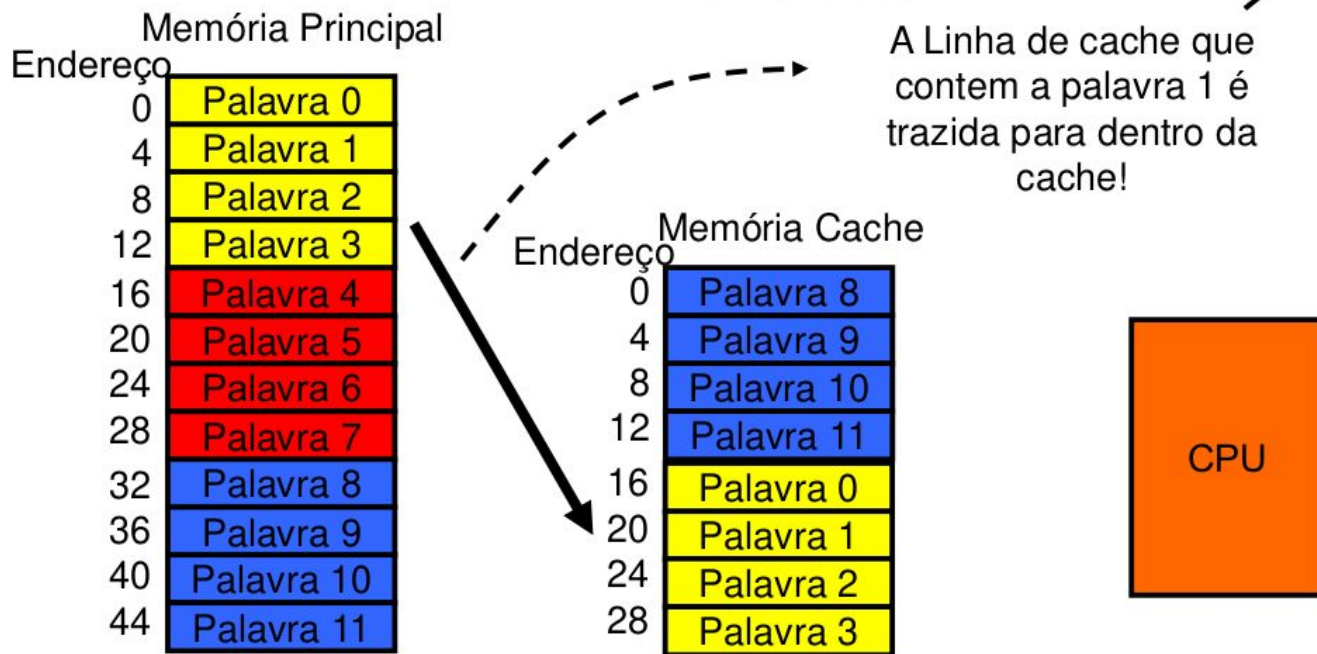 Memória Principal
Endereço
0 Palavra 0
4 Palavra 1
8 Palavra 2
12 Palavra 3
16 Palavra 4
20 Palavra 5
24 Palavra 6
28 Palavra 7
32 Palavra 8
36 Palavra 9
40 Palavra 10
44 Palavra 11
A Linha de cache que
contem a palavra 1 é
trazida para dentro da
cache!
Memória Cache
Endereço
0 Palavra 8
4 Palavra 9
8 Palavra 10
12 Palavra 11
16 Palavra 0
20 Palavra 1
24 Palavra 2
28 Palavra 3
CPU